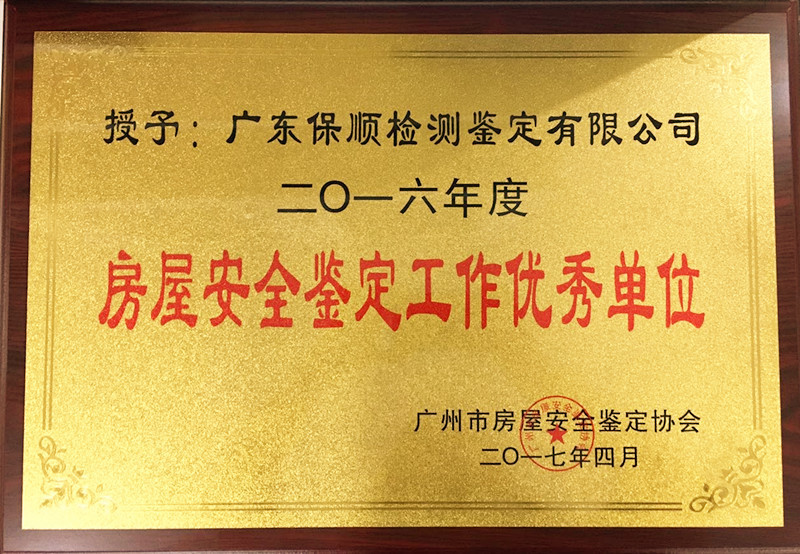 授予：广东保顺检测鉴定有限公司
二〇一六年度
房屋安全鉴定工作优秀单位
广州市房屋安全鉴定协会
二〇一七年四月